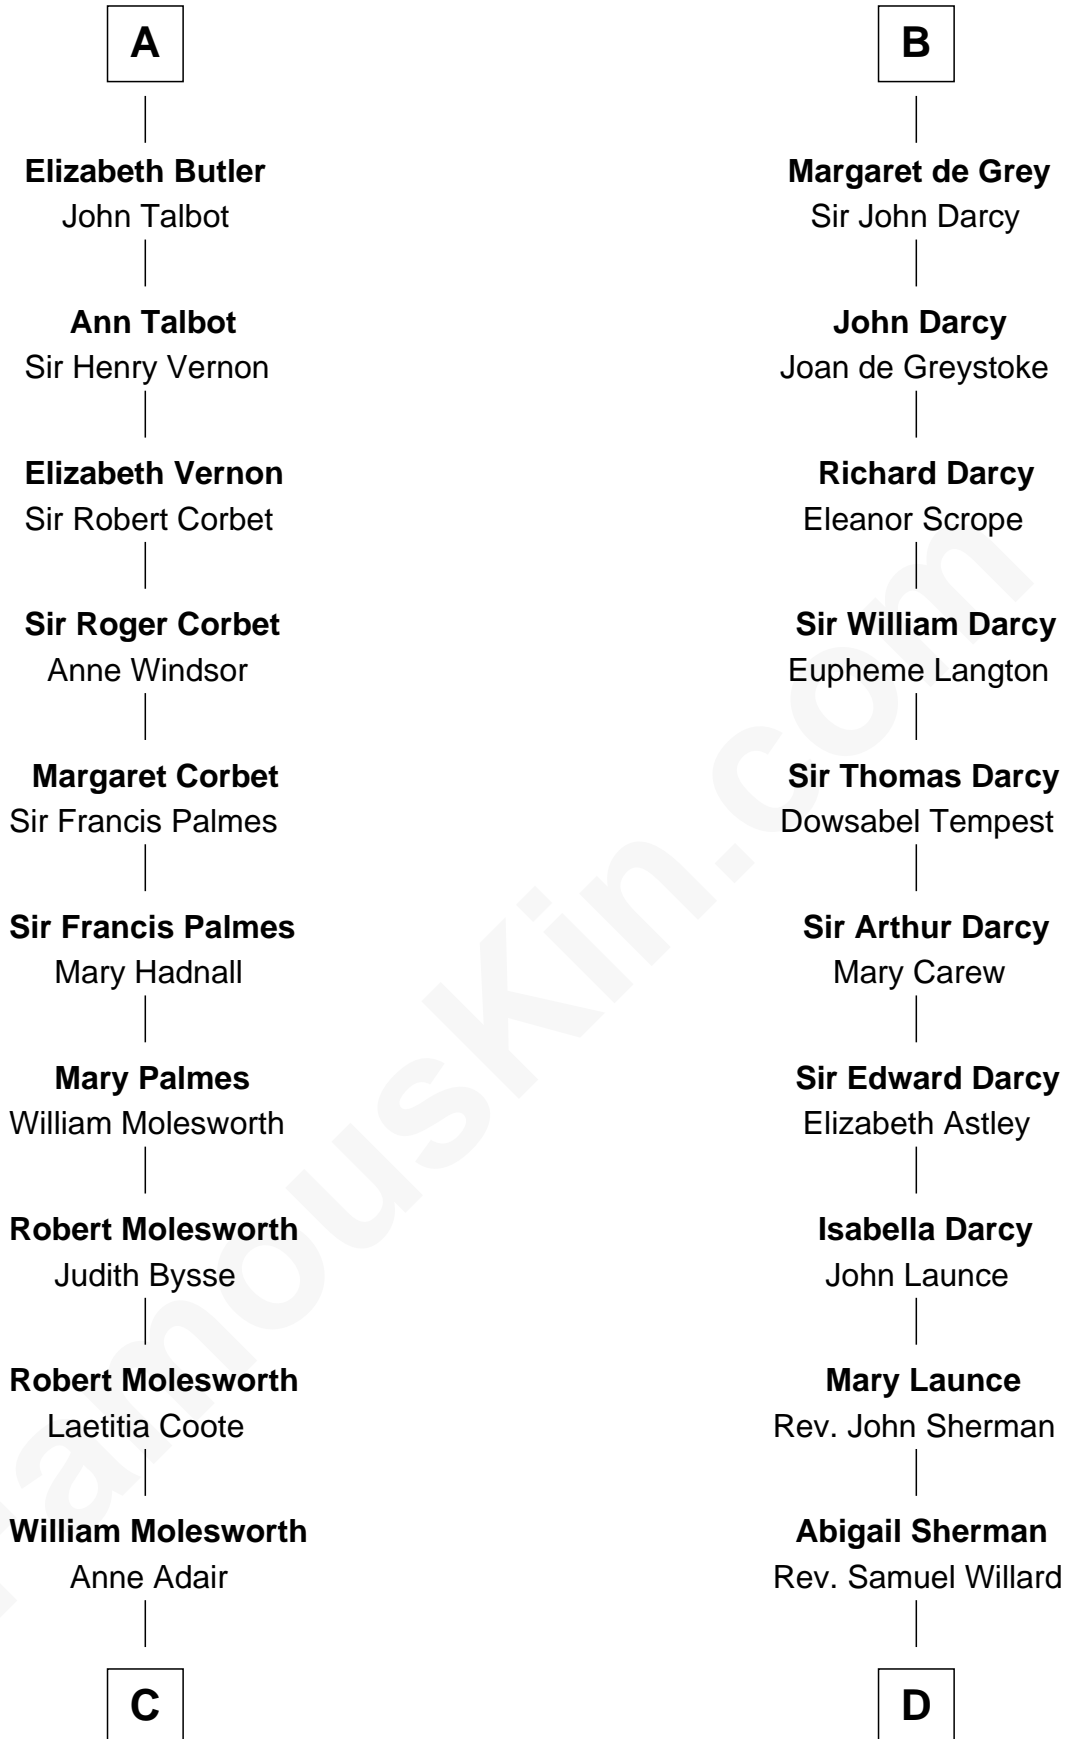 A
Elizabeth Butler
John Talbot
Ann Talbot
Sir Henry Vernon
Elizabeth Vernon
Sir Robert Corbet
Sir Roger Corbet
Anne Windsor
Margaret Corbet
Sir Francis Palmes
Sir Francis Palmes
Mary Hadnall
Mary Palmes
William Molesworth
Robert Molesworth
Judith Bysse
Robert Molesworth
Laetitia Coote
William Molesworth
Anne Adair
C
B
Margaret de Grey
Sir John Darcy
John Darcy
Joan de Greystoke
Richard Darcy
Eleanor Scrope
Sir William Darcy
Eupheme Langton
Sir Thomas Darcy
Dowsabel Tempest
Sir Arthur Darcy
Mary Carew
Sir Edward Darcy
Elizabeth Astley
Isabella Darcy
John Launce
Mary Launce
Rev. John Sherman
Abigail Sherman
Rev. Samuel Willard
D
FamousKin.com